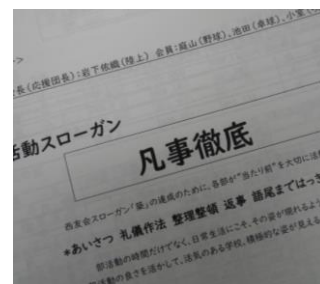 長(応援団長):岩下依織(陸上) 会員:庭山(野球)、池田(卓球)、小室(
活動スローガン
凡事徹底
西友会スローガン「築」の達成のために、各部が“当たり前”を大切に活動
*あいさつ 礼儀作法 整理整頓 返事 語尾まではっき
部活動の時間だけでなく、日常生活にこそ、その姿が現れるよう
活動の良さを活かして、活気のある学校、積極的な姿が見える